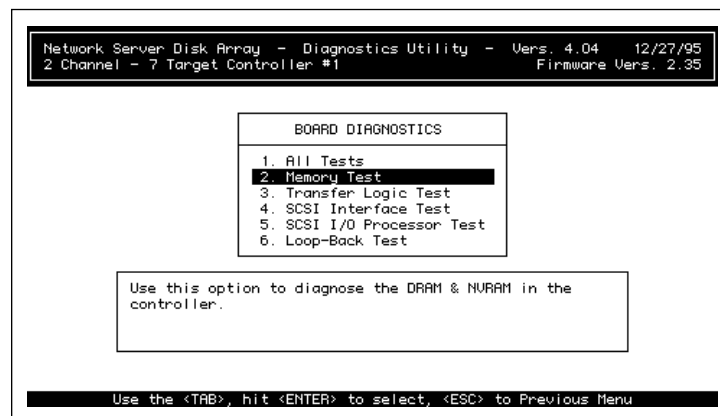 Network Server Disk Array - Diagnostics Utility - Vers. 4.04 12/27/95
2 Channel - 7 Target Controller #1 Firmware Vers. 2.35
BOARD DIAGNOSTICS
1. All Tests
2. Memory Test
3. Transfer Logic Test
4. SCSI Interface Test
5. SCSI I/O Processor Test
6. Loop-Back Test
Use this option to diagnose the DRAM & NVRAM in the
controller.
Use the <TAB>, hit <ENTER> to select, <ESC> to Previous Menu